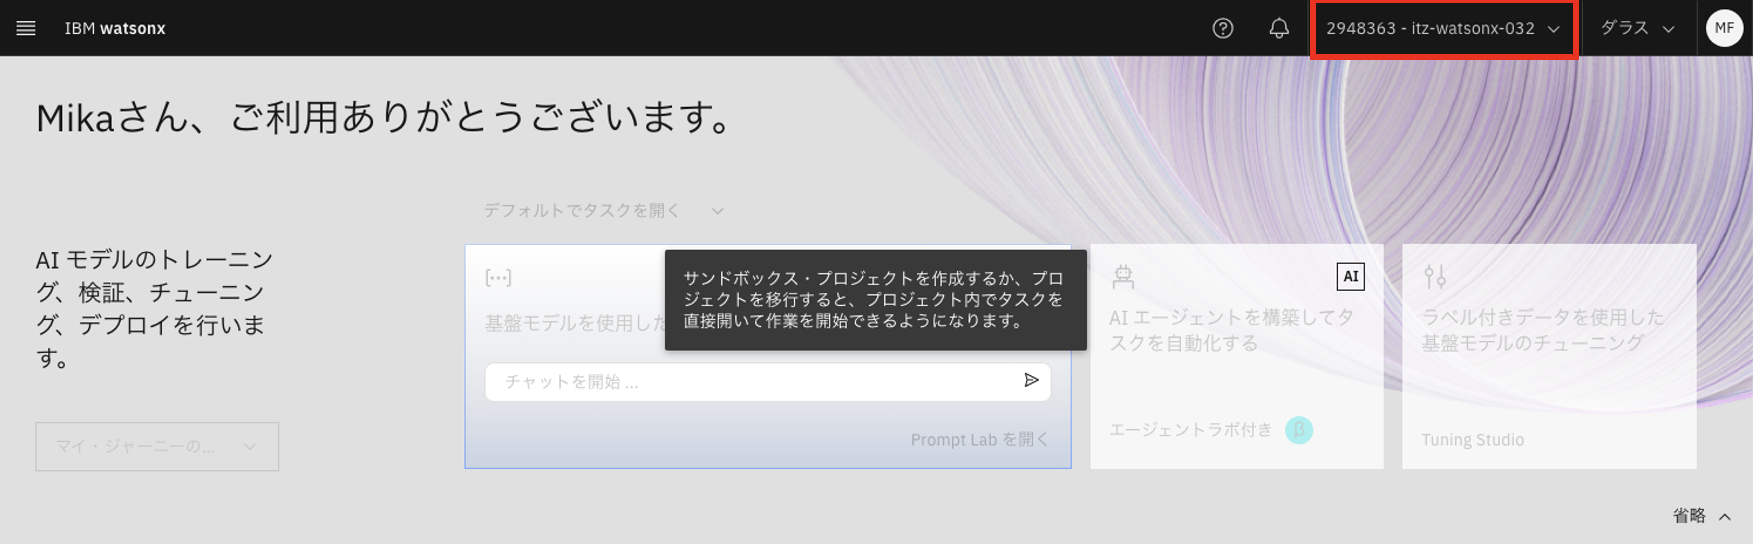 IBM watsonx
2948363 - itz-watsonx-032
ダラス
MF
Mikaさん、ご利用ありがとうございます。
デフォルトでタスクを開く
AI モデルのトレーニン
グ、検証、チューニン
グ、デプロイを行いま
す。
マイ・ジャーニーの...
[...]
基盤モデルを使用した
サンドボックス・プロジェクトを作成するか、プロ
ジェクトを移行すると、プロジェクト内でタスクを
直接開いて作業を開始できるようになります。
チャットを開始 ...
Prompt Lab を開く
AI
AI エージェントを構築してタ
スクを自動化する
エージェントラボ付き
β
ラベル付きデータを使用した
基盤モデルのチューニング
Tuning Studio
省略